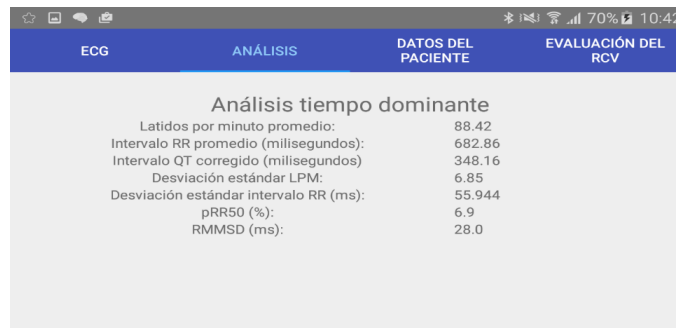 70% 10:42
ECG ANÁLISIS DATOS DEL PACIENTE EVALUACIÓN DEL RCV
Análisis tiempo dominante
Latidos por minuto promedio: 88.42
Intervalo RR promedio (milisegundos): 682.86
Intervalo QT corregido (milisegundos) 348.16
Desviación estándar LPM: 6.85
Desviación estándar intervalo RR (ms): 55.944
pRR50 (%): 6.9
RMMSD (ms): 28.0